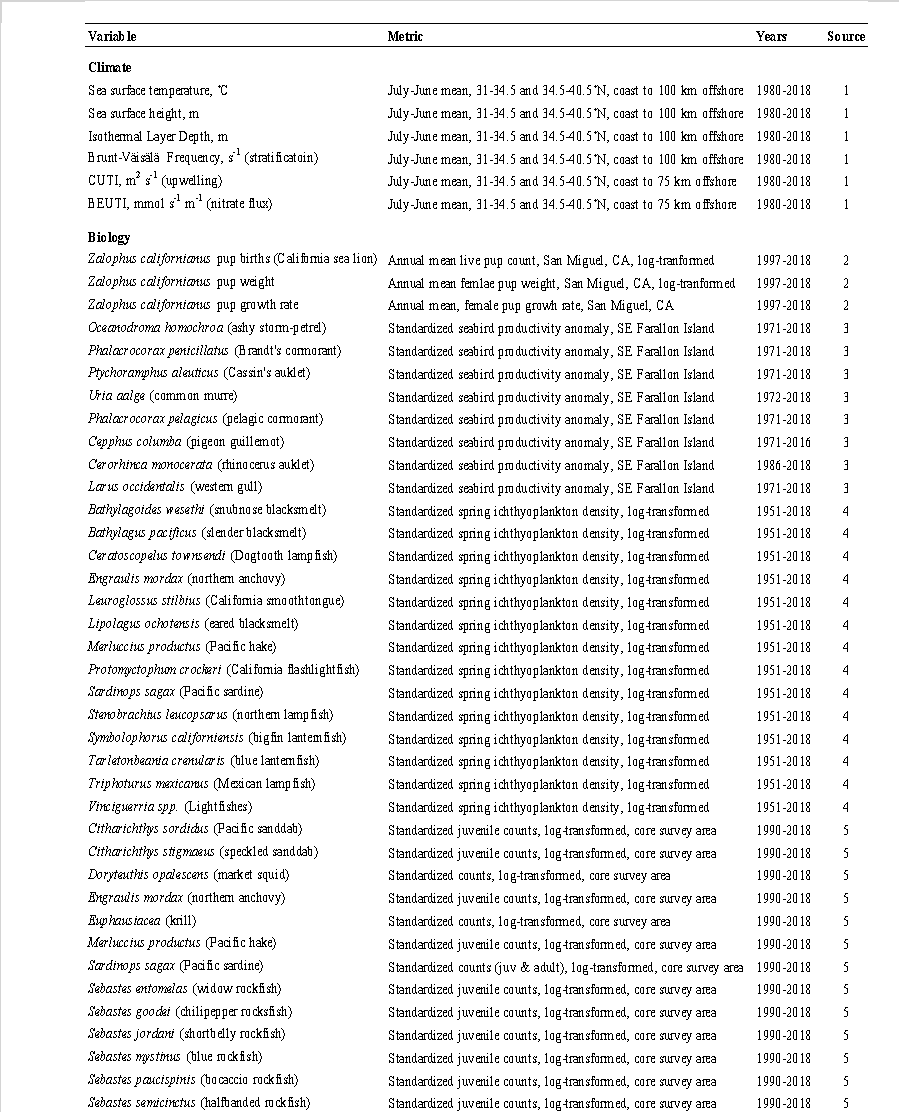 Variable Metric Years Source
Climate
Sea surface temperature, °C July-June mean, 31-34.5 and 34.5-40.5°N, coast to 100 km offshore 1980-2018 1
Sea surface height, m July-June mean, 31-34.5 and 34.5-40.5°N, coast to 100 km offshore 1980-2018 1
Isothermal Layer Depth, m July-June mean, 31-34.5 and 34.5-40.5°N, coast to 100 km offshore 1980-2018 1
Brunt-Väisälä Frequency, s⁻¹ (stratificatoin) July-June mean, 31-34.5 and 34.5-40.5°N, coast to 100 km offshore 1980-2018 1
CUTI, m² s⁻¹ (upwelling) July-June mean, 31-34.5 and 34.5-40.5°N, coast to 75 km offshore 1980-2018 1
BEUTI, mmol s⁻¹ m⁻¹ (nitrate flux) July-June mean, 31-34.5 and 34.5-40.5°N, coast to 75 km offshore 1980-2018 1
Biology
Zalophus californianus pup births (California sea lion) Annual mean live pup count, San Miguel, CA, log-tranformed 1997-2018 2
Zalophus californianus pup weight Annual mean femlae pup weight, San Miguel, CA, log-tranformed 1997-2018 2
Zalophus californianus pup growth rate Annual mean, female pup growh rate, San Miguel, CA 1997-2018 2
Oceanodroma homochroa (ashy storm-petrel) Standardized seabird productivity anomaly, SE Farallon Island 1971-2018 3
Phalacrocorax penicillatus (Brandt's cormorant) Standardized seabird productivity anomaly, SE Farallon Island 1971-2018 3
Ptychoramphus aleuticus (Cassin's auklet) Standardized seabird productivity anomaly, SE Farallon Island 1971-2018 3
Uria aalge (common murre) Standardized seabird productivity anomaly, SE Farallon Island 1972-2018 3
Phalacrocorax pelagicus (pelagic cormorant) Standardized seabird productivity anomaly, SE Farallon Island 1971-2018 3
Cepphus columba (pigeon guillemot) Standardized seabird productivity anomaly, SE Farallon Island 1971-2016 3
Cerorhinca monocerata (rhinocerus auklet) Standardized seabird productivity anomaly, SE Farallon Island 1986-2018 3
Larus occidentalis (western gull) Standardized seabird productivity anomaly, SE Farallon Island 1971-2018 3
Bathylagoides wesethi (snubnose blacksmelt) Standardized spring ichthyoplankton density, log-transformed 1951-2018 4
Bathylagus pacificus (slender blacksmelt) Standardized spring ichthyoplankton density, log-transformed 1951-2018 4
Ceratoscopelus townsendi (Dogtooth lampfish) Standardized spring ichthyoplankton density, log-transformed 1951-2018 4
Engraulis mordax (northern anchovy) Standardized spring ichthyoplankton density, log-transformed 1951-2018 4
Leuroglossus stilbius (California smoothtongue) Standardized spring ichthyoplankton density, log-transformed 1951-2018 4
Lipolagus ochotensis (eared blacksmelt) Standardized spring ichthyoplankton density, log-transformed 1951-2018 4
Merluccius productus (Pacific hake) Standardized spring ichthyoplankton density, log-transformed 1951-2018 4
Protomyctophum crockeri (California flashlightfish) Standardized spring ichthyoplankton density, log-transformed 1951-2018 4
Sardinops sagax (Pacific sardine) Standardized spring ichthyoplankton density, log-transformed 1951-2018 4
Stenobrachius leucopsarus (northern lampfish) Standardized spring ichthyoplankton density, log-transformed 1951-2018 4
Symbolophorus californiensis (bigfin lanternfish) Standardized spring ichthyoplankton density, log-transformed 1951-2018 4
Tarletonbeania crenularis (blue lanternfish) Standardized spring ichthyoplankton density, log-transformed 1951-2018 4
Triphoturus mexicanus (Mexican lampfish) Standardized spring ichthyoplankton density, log-transformed 1951-2018 4
Vinciguerria spp. (Lightfishes) Standardized spring ichthyoplankton density, log-transformed 1951-2018 4
Citharichthys sordidus (Pacific sanddab) Standardized juvenile counts, log-transformed, core survey area 1990-2018 5
Citharichthys stigmaeus (speckled sanddab) Standardized juvenile counts, log-transformed, core survey area 1990-2018 5
Doryteuthis opalescens (market squid) Standardized counts, log-transformed, core survey area 1990-2018 5
Engraulis mordax (northern anchovy) Standardized juvenile counts, log-transformed, core survey area 1990-2018 5
Euphausiacea (krill) Standardized counts, log-transformed, core survey area 1990-2018 5
Merluccius productus (Pacific hake) Standardized juvenile counts, log-transformed, core survey area 1990-2018 5
Sardinops sagax (Pacific sardine) Standardized counts (juv & adult), log-transformed, core survey area 1990-2018 5
Sebastes entomelas (widow rockfish) Standardized juvenile counts, log-transformed, core survey area 1990-2018 5
Sebastes goodei (chilipepper rocksfish) Standardized juvenile counts, log-transformed, core survey area 1990-2018 5
Sebastes jordani (shortbelly rockfish) Standardized juvenile counts, log-transformed, core survey area 1990-2018 5
Sebastes mystinus (blue rockfish) Standardized juvenile counts, log-transformed, core survey area 1990-2018 5
Sebastes paucispinis (bocaccio rockfish) Standardized juvenile counts, log-transformed, core survey area 1990-2018 5
Sebastes semicinctus (halfbanded rockfish) Standardized juvenile counts, log-transformed, core survey area 1990-2018 5